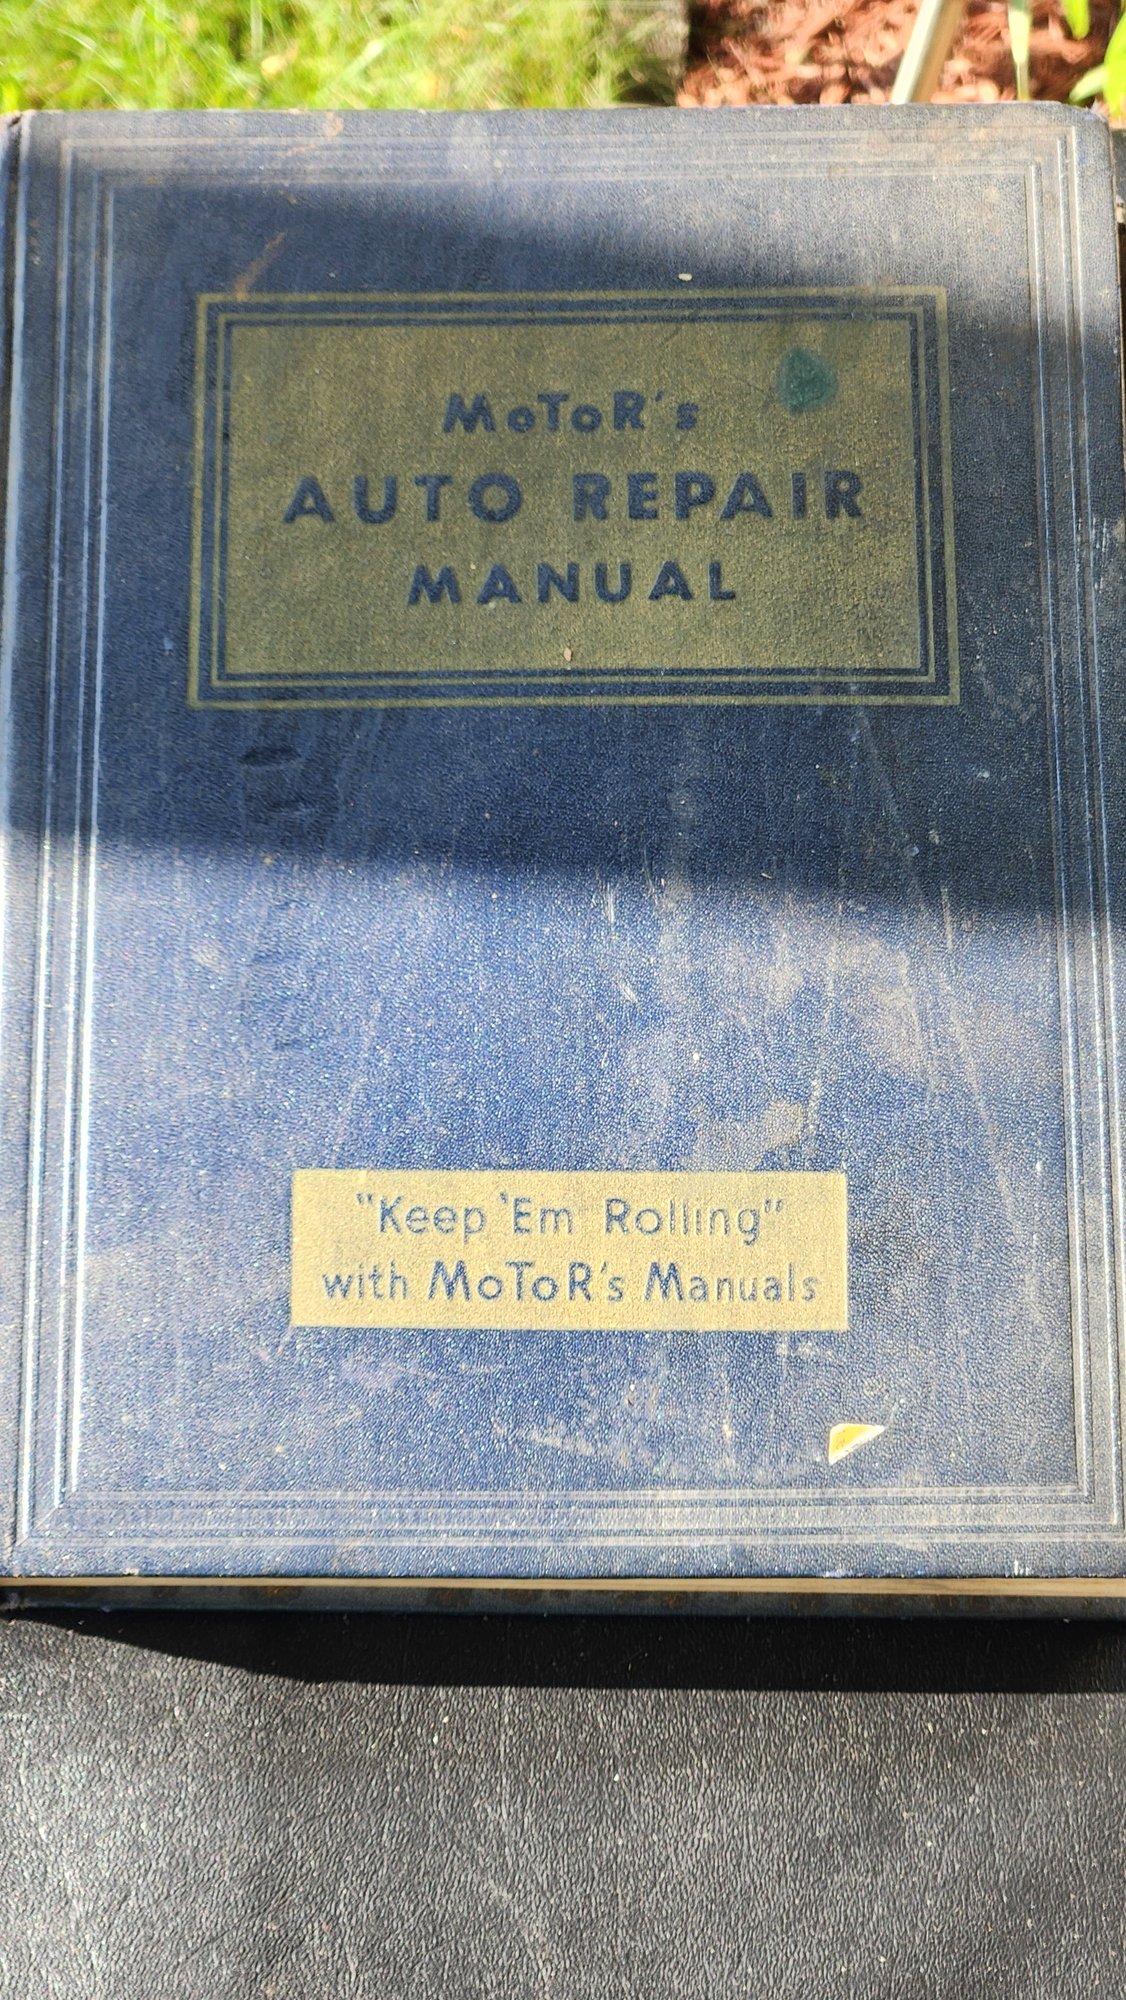 MoToR's
AUTO REPAIR
MANUAL
"Keep 'Em Rolling"
with MoToR's Manuals